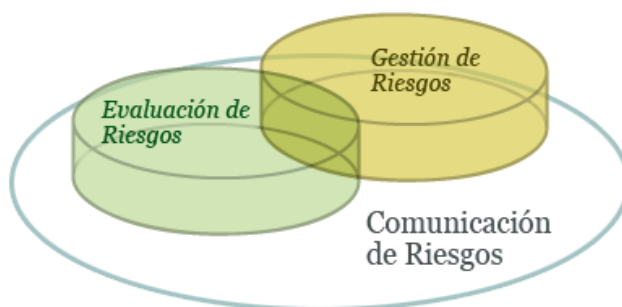 Gestión de
Riesgos
Evaluación de
Riesgos
Comunicación
de Riesgos